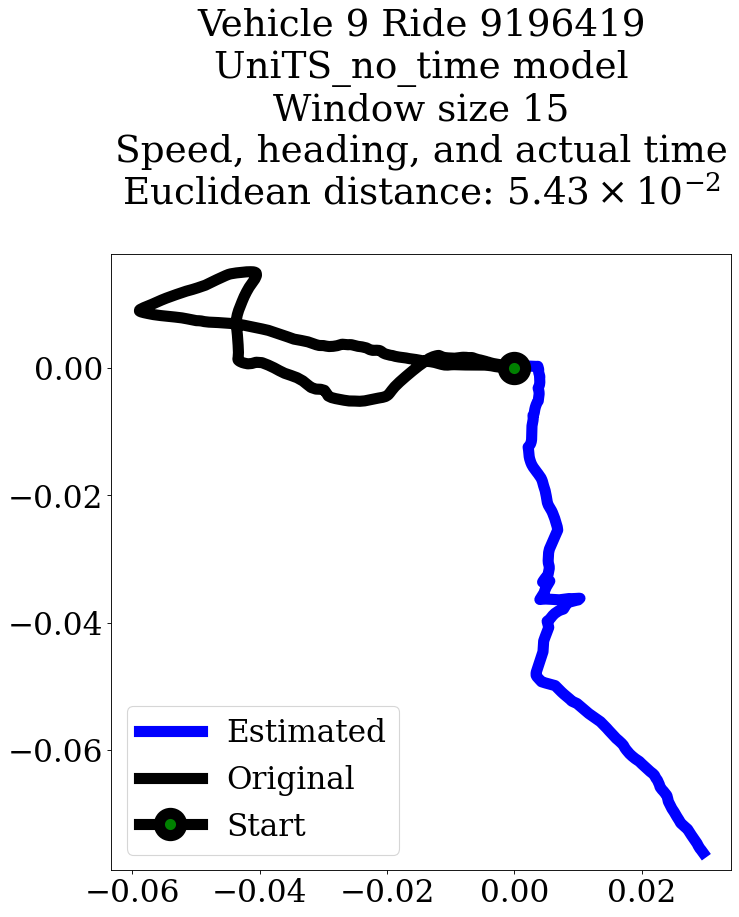 Vehicle 9 Ride 9196419
UniTS_no_time model
Window size 15
Speed, heading, and actual time
Euclidean distance: 5.43 × 10⁻²
0.00
−0.02
−0.04
−0.06
Estimated
Original
Start
−0.06 −0.04 −0.02 0.00 0.02